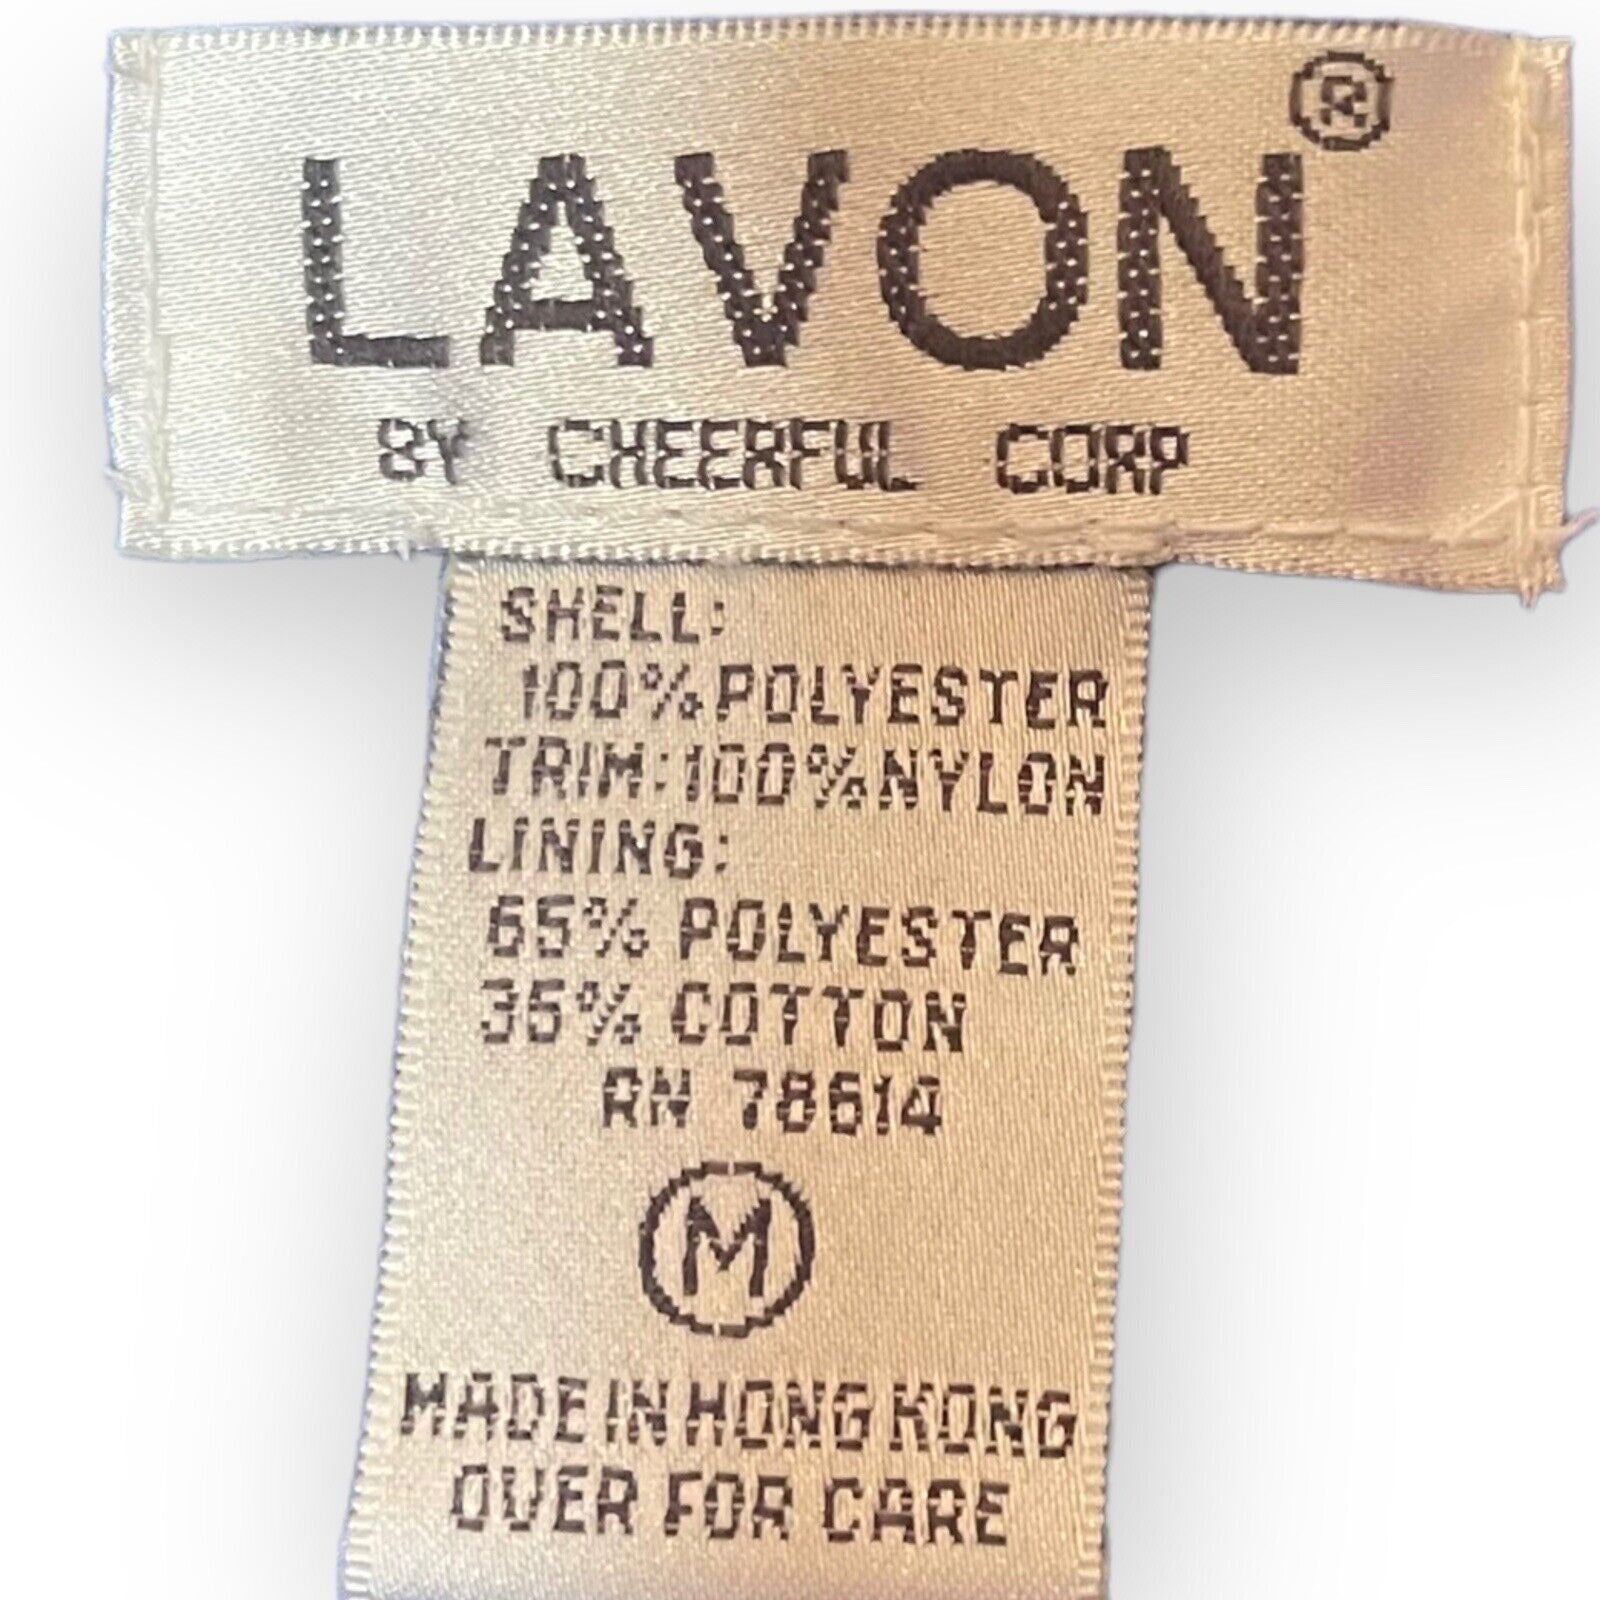 LAVON®
BY CHEERFUL CORP
SHELL:
100% POLYESTER
TRIM: 100% NYLON
LINING:
65% POLYESTER
35% COTTON
RN 78614
M
MADE IN HONG KONG
OVER FOR CARE